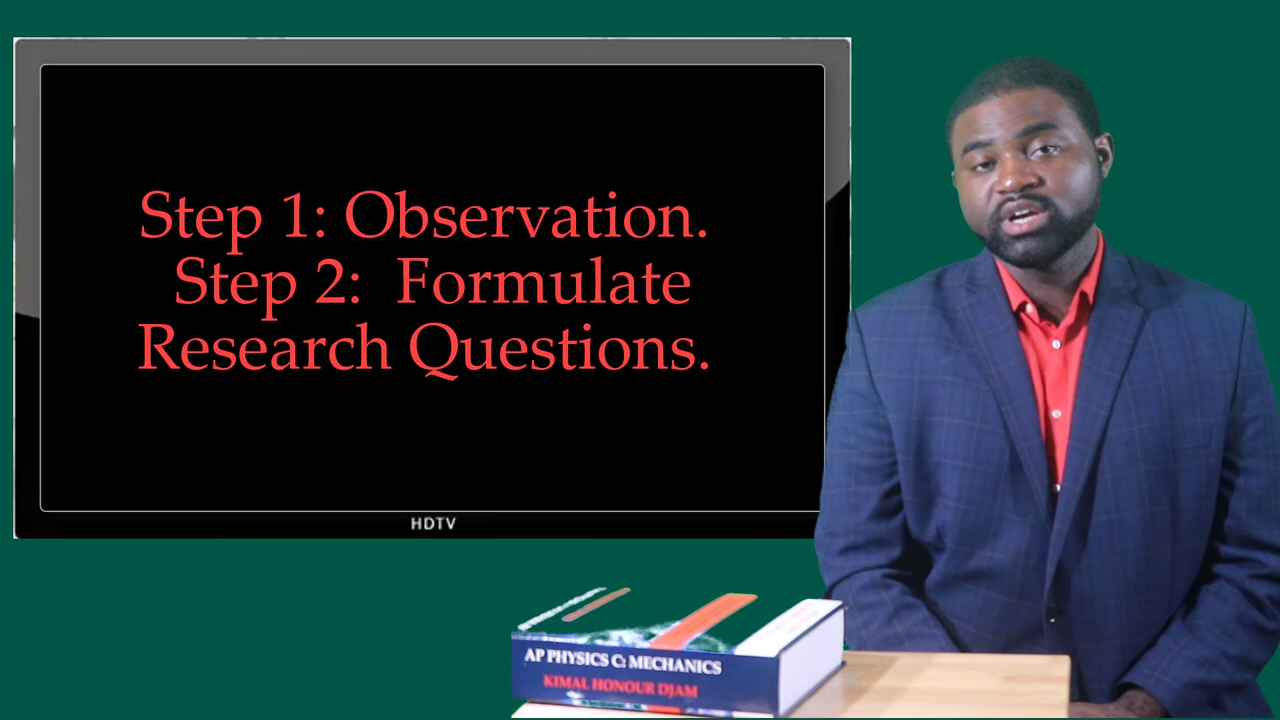 Step 1: Observation.
Step 2: Formulate
Research Questions.
HDTV
AP PHYSICS C: MECHANICS
KIMAL HONOUR DJAM